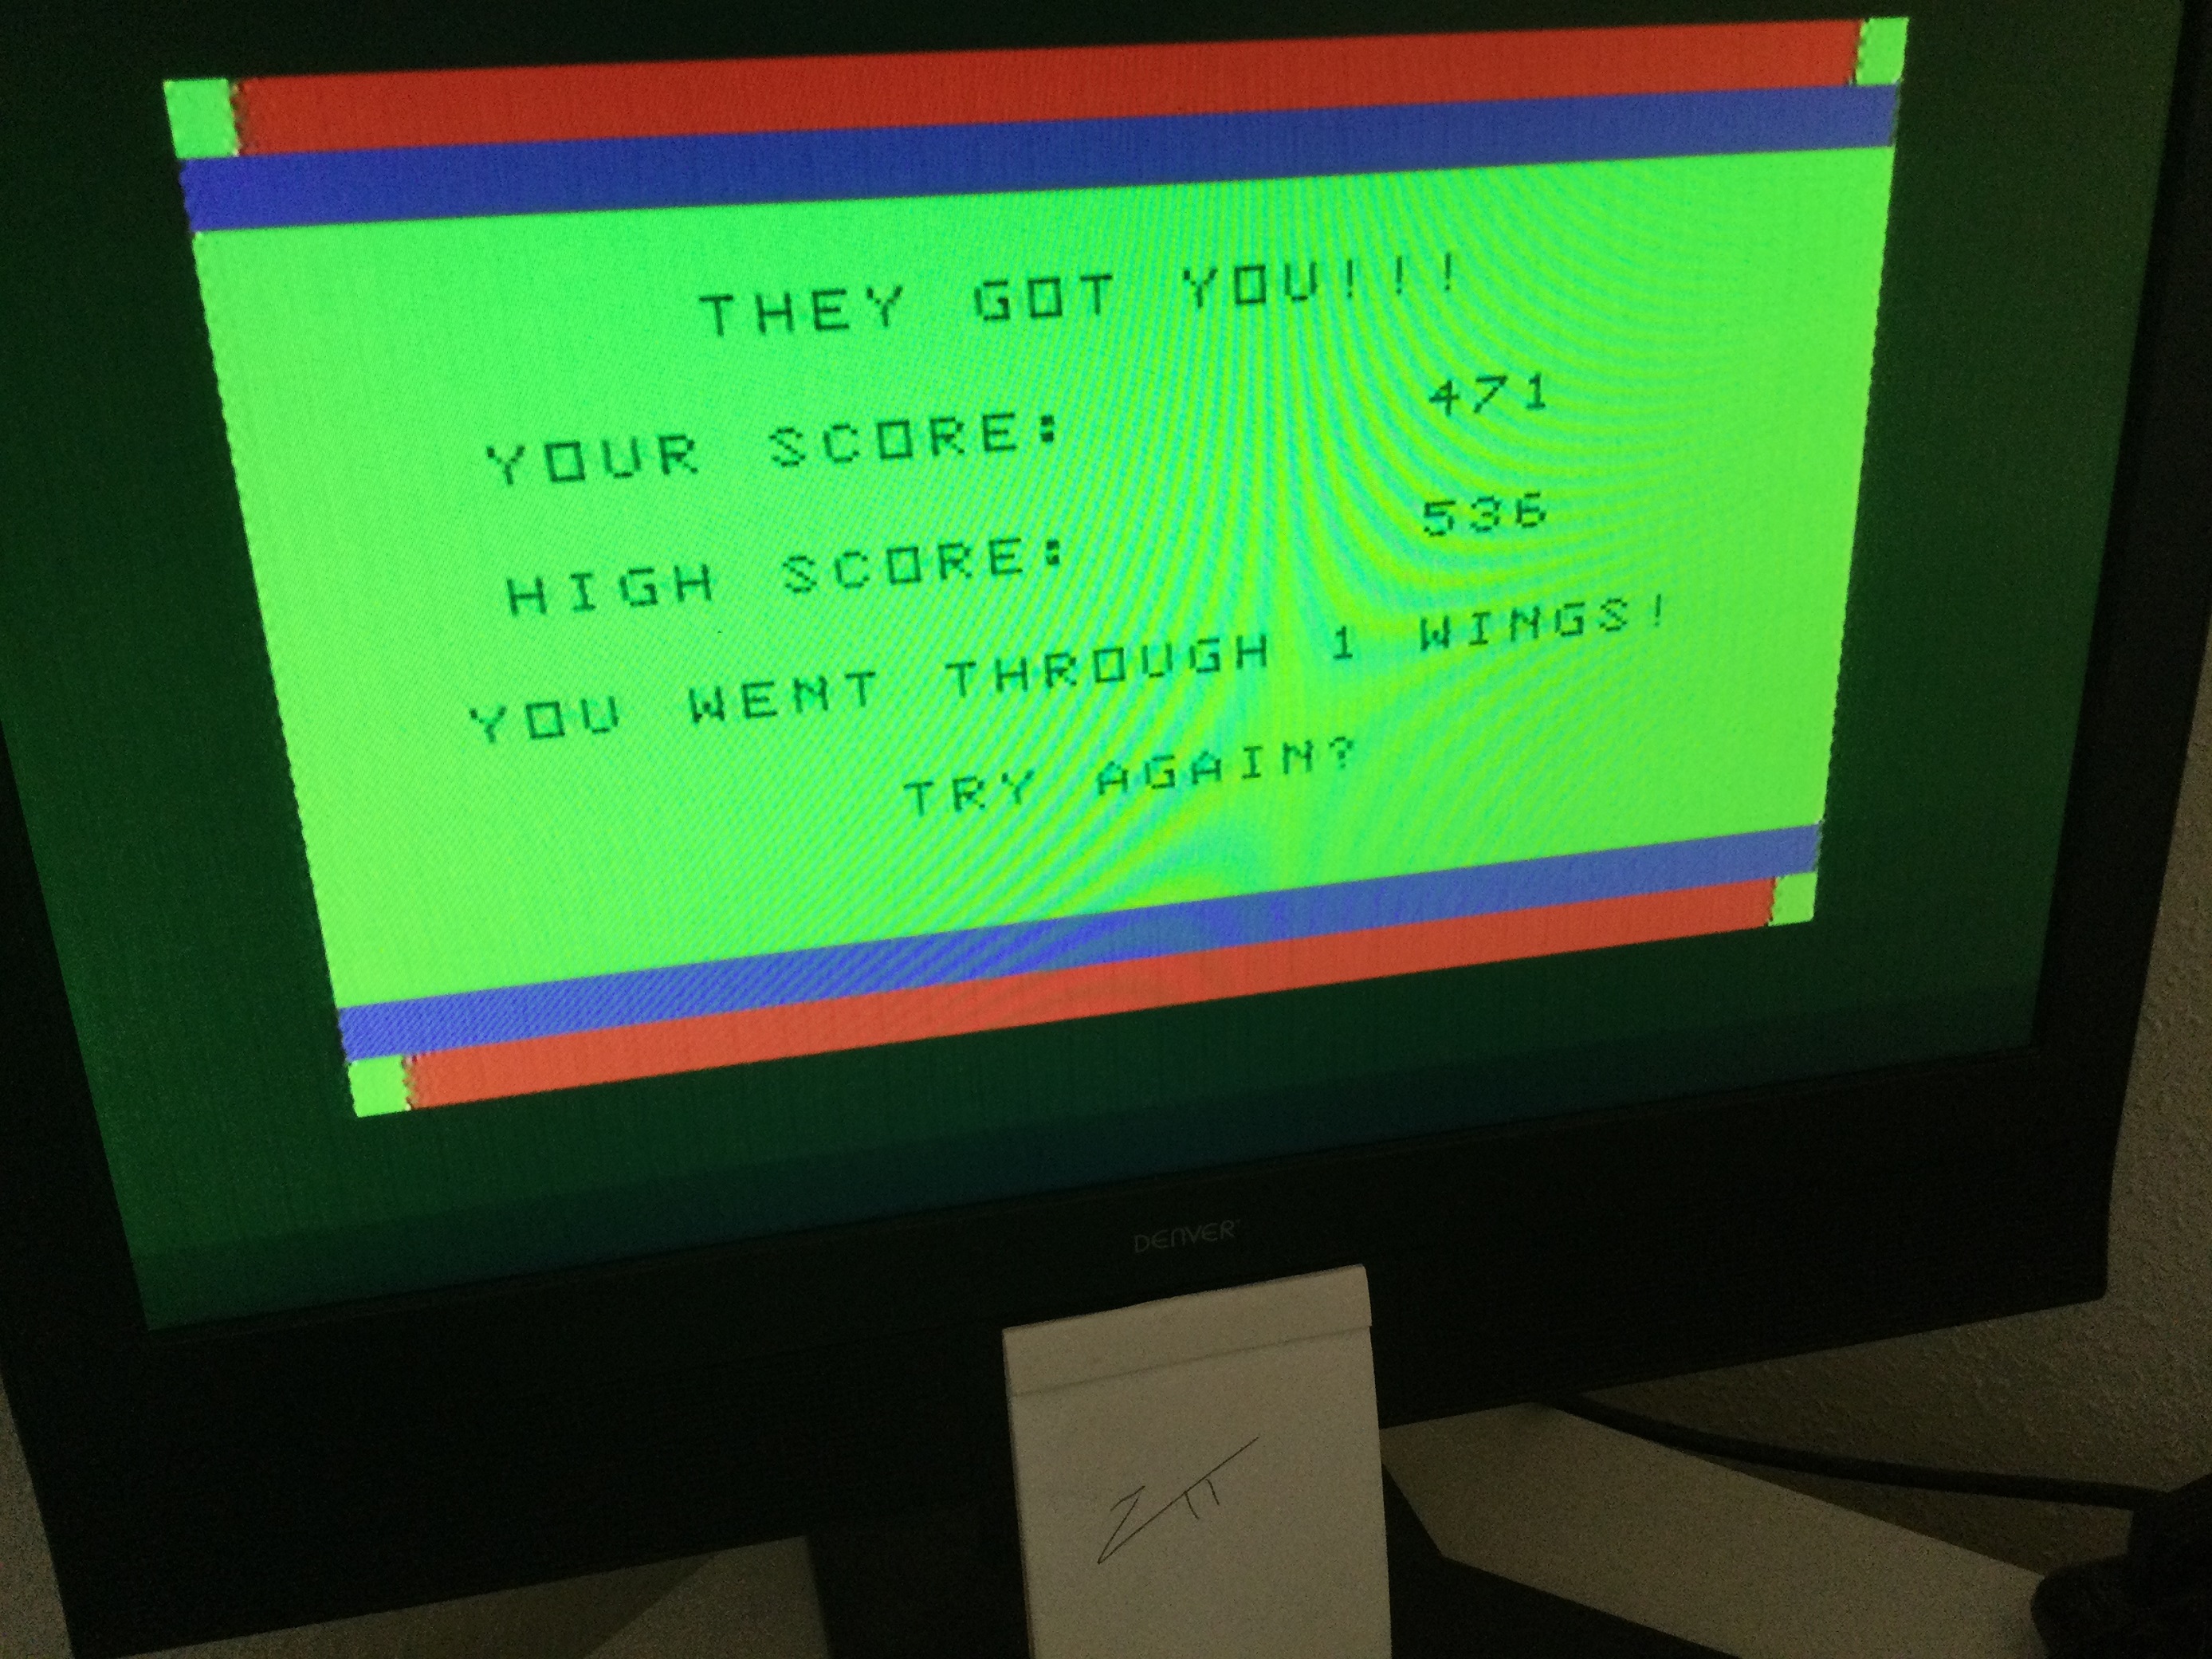 THEY GOT YOU!!!
YOUR SCORE: 471
HIGH SCORE: 536
YOU WENT THROUGH 1 WINGS!
TRY AGAIN?
DENVER